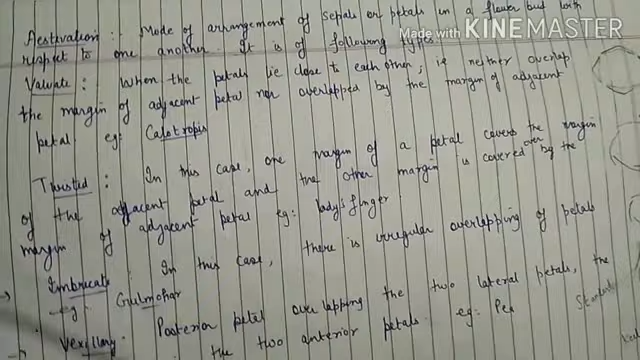 Aestivation :- Mode of arrangement of sepals or petals in a flower bud with
respect to one another. It is of following types.
Made with KINEMASTER
Valvate : When the petals lie close to each other, ie neither overlap
the margin of adjacent petal nor overlapped by the margin of adjacent
petal. eg: Calotropis
Twisted : In this case, one margin of a petal covers the margin
of the adjacent petal and the other margin is covered over by the
margin of adjacent petal eg: lady's finger.
→ Imbricate : In this case, there is irregular overlapping of petals
eg: Gulmohar
→ Vexillary : Posterior petal overlapping the two lateral petals, the
the two anterior petals. eg: Pea